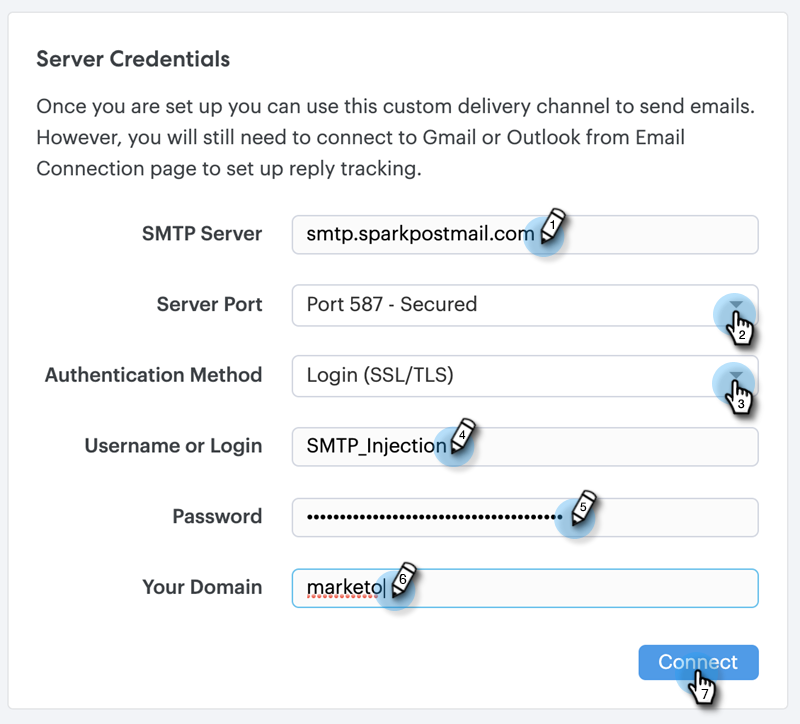 Server Credentials
Once you are set up you can use this custom delivery channel to send emails.
However, you will still need to connect to Gmail or Outlook from Email
Connection page to set up reply tracking.
SMTP Server smtp.sparkpostmail.com 1
Server Port Port 587 - Secured 2
Authentication Method Login (SSL/TLS) 3
Username or Login SMTP_Injection 4
Password ••••••••••••••••••••••••••••••••••••••• 5
Your Domain marketo 6
Connect 7